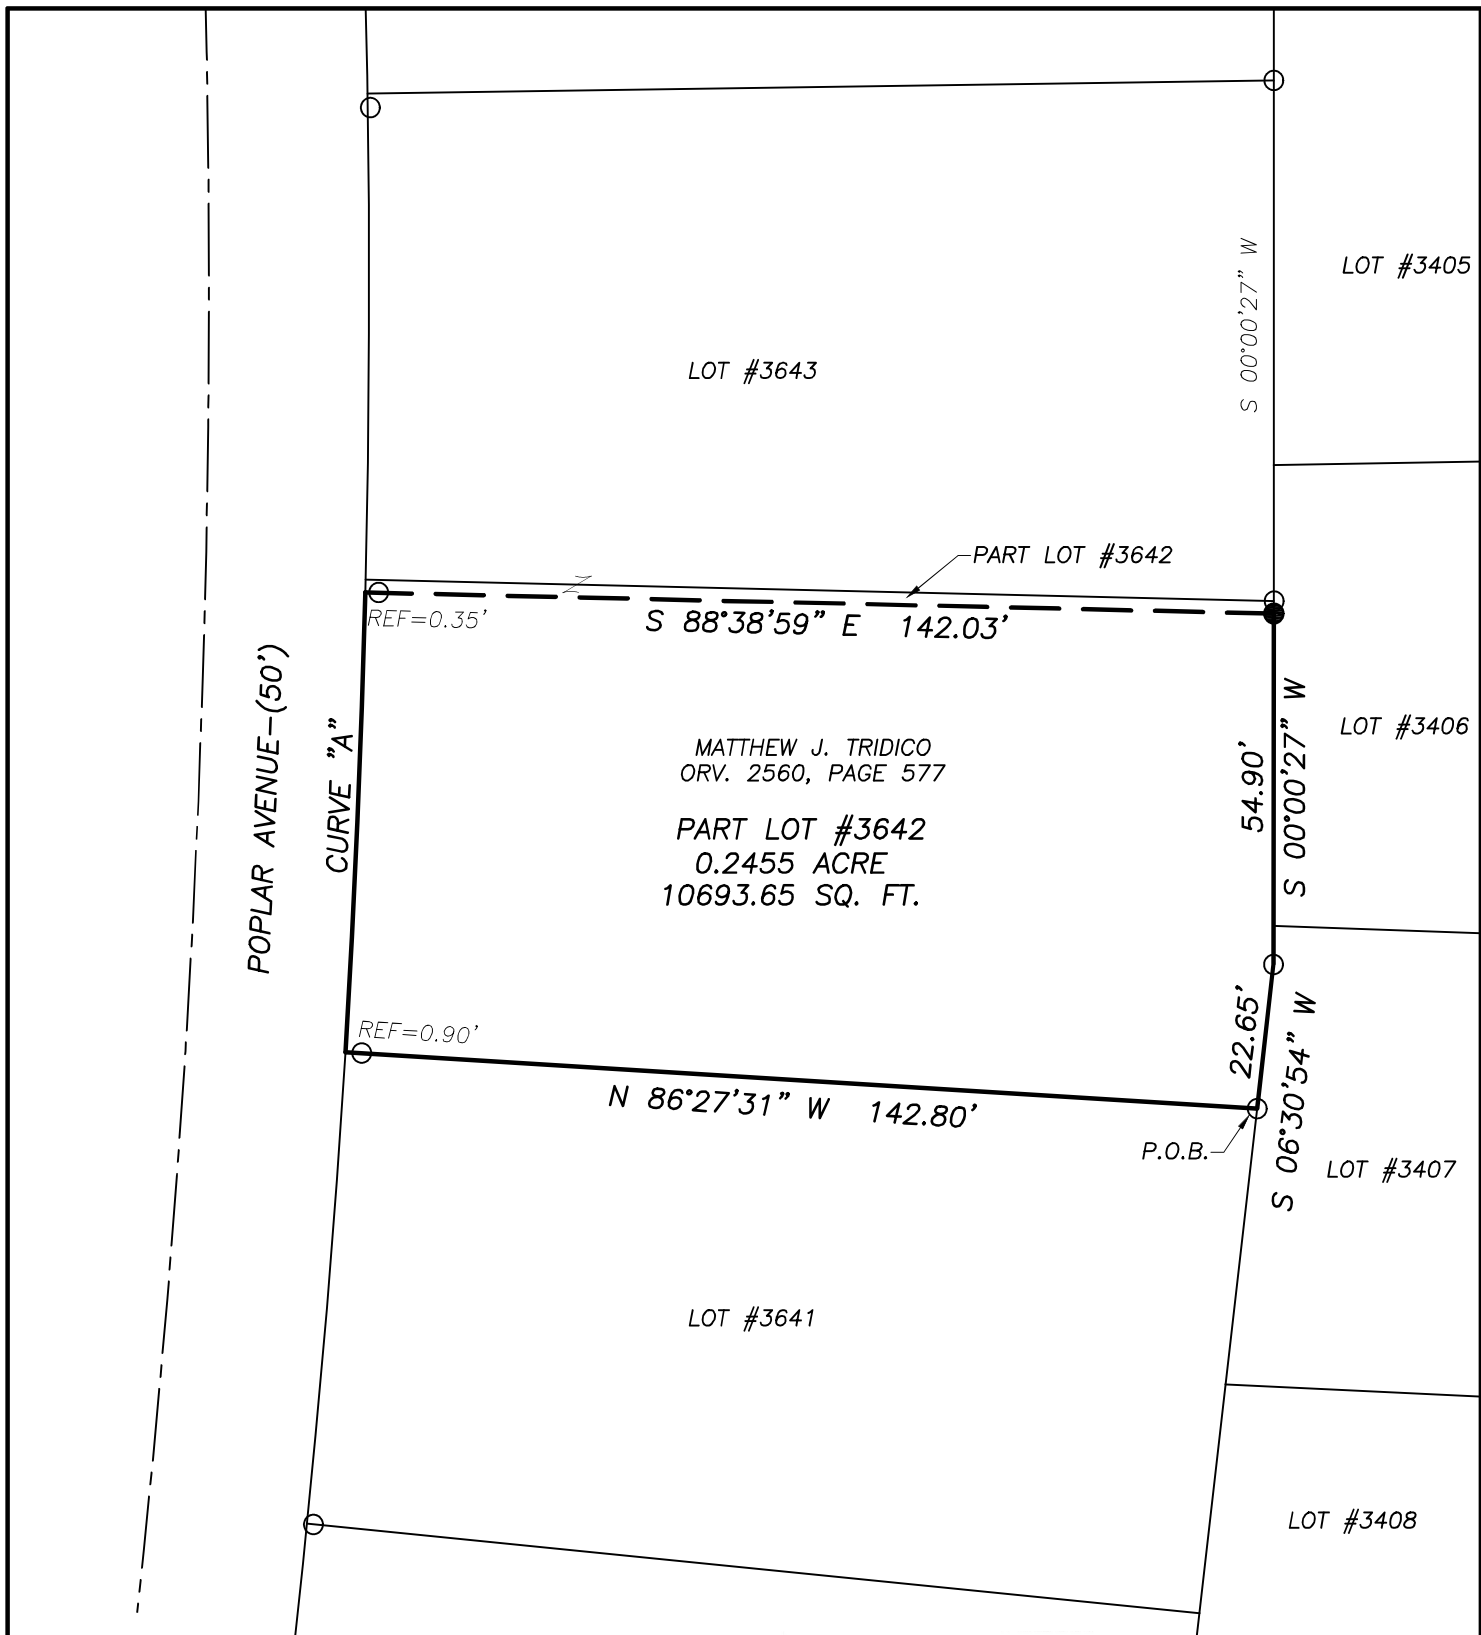 LOT #3405
S 00°00'27" W
LOT #3643
PART LOT #3642
REF=0.35'
S 88°38'59" E 142.03'
POPLAR AVENUE-(50')
CURVE "A"
MATTHEW J. TRIDICO
ORV. 2560, PAGE 577
PART LOT #3642
0.2455 ACRE
10693.65 SQ. FT.
54.90'
S 00°00'27" W
LOT #3406
REF=0.90'
N 86°27'31" W 142.80'
22.65'
S 06°30'54" W
P.O.B.
LOT #3407
LOT #3641
LOT #3408